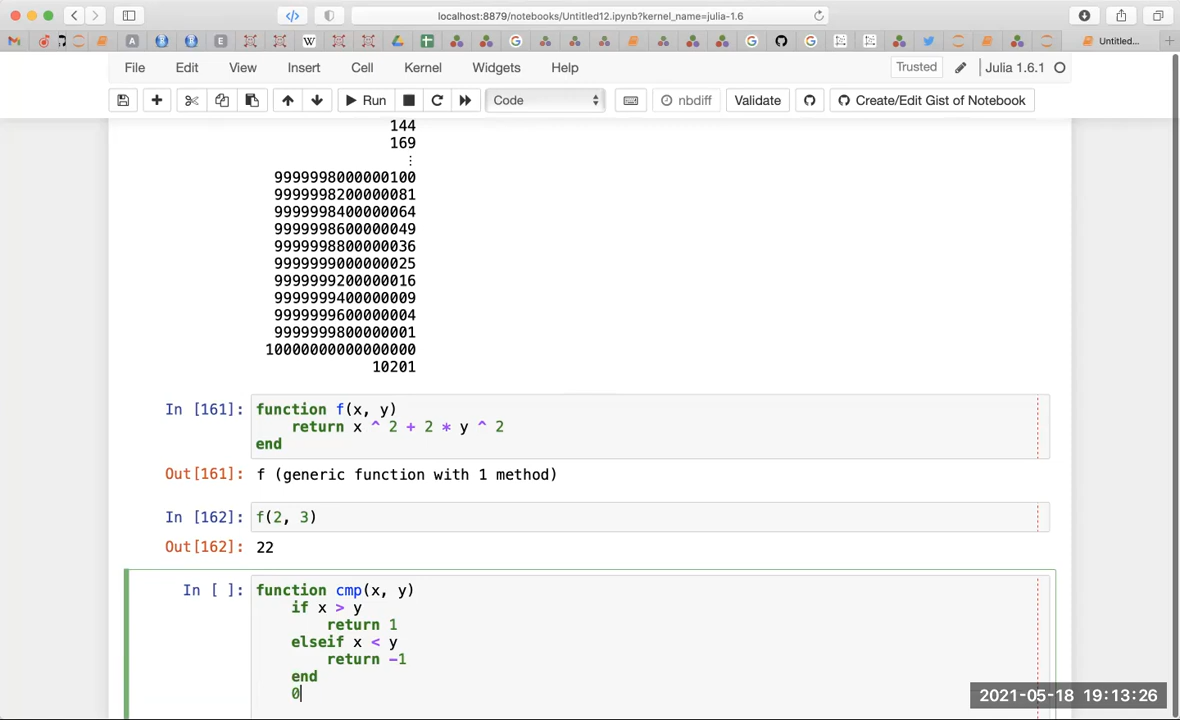 localhost:8879/notebooks/Untitled12.ipynb?kernel_name=julia-1.6
Untitled...
File Edit View Insert Cell Kernel Widgets Help Trusted Julia 1.6.1
Run Code nbdiff Validate Create/Edit Gist of Notebook
144
169
⋮
9999998000000100
9999998200000081
9999998400000064
9999998600000049
9999998800000036
9999999000000025
9999999200000016
9999999400000009
9999999600000004
9999999800000001
10000000000000000
10201
In [161]: function f(x, y)
return x ^ 2 + 2 * y ^ 2
end
Out[161]: f (generic function with 1 method)
In [162]: f(2, 3)
Out[162]: 22
In [ ]: function cmp(x, y)
if x > y
return 1
elseif x < y
return -1
end
0
2021-05-18 19:13:26